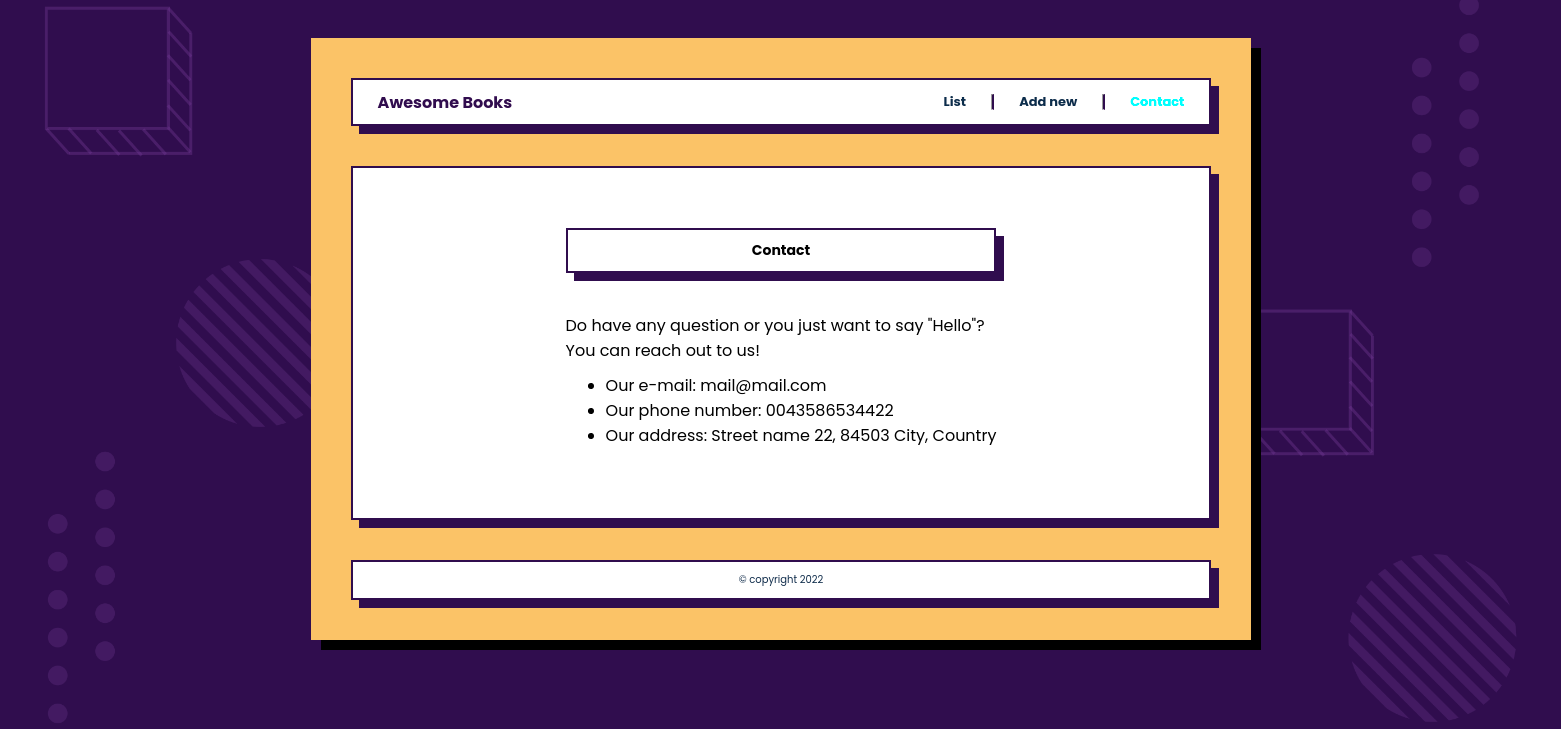 Awesome Books
List | Add new | Contact
Contact
Do have any question or you just want to say "Hello"?
You can reach out to us!
• Our e-mail: mail@mail.com
• Our phone number: 0043586534422
• Our address: Street name 22, 84503 City, Country
© copyright 2022